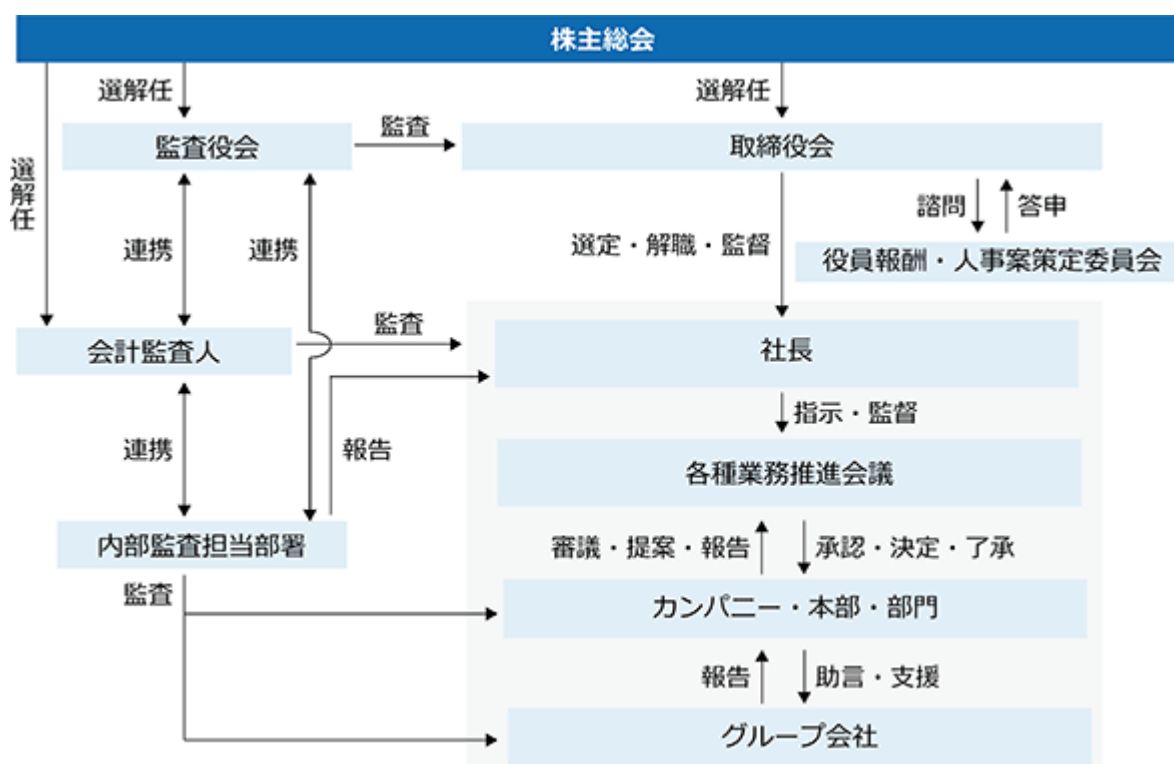 株主総会
選解任
選解任
選解任
監査役会
監査
取締役会
連携
連携
選定・解職・監督
諮問
答申
役員報酬・人事案策定委員会
会計監査人
監査
社長
指示・監督
連携
報告
各種業務推進会議
内部監査担当部署
審議・提案・報告
承認・決定・了承
監査
カンパニー・本部・部門
報告
助言・支援
グループ会社